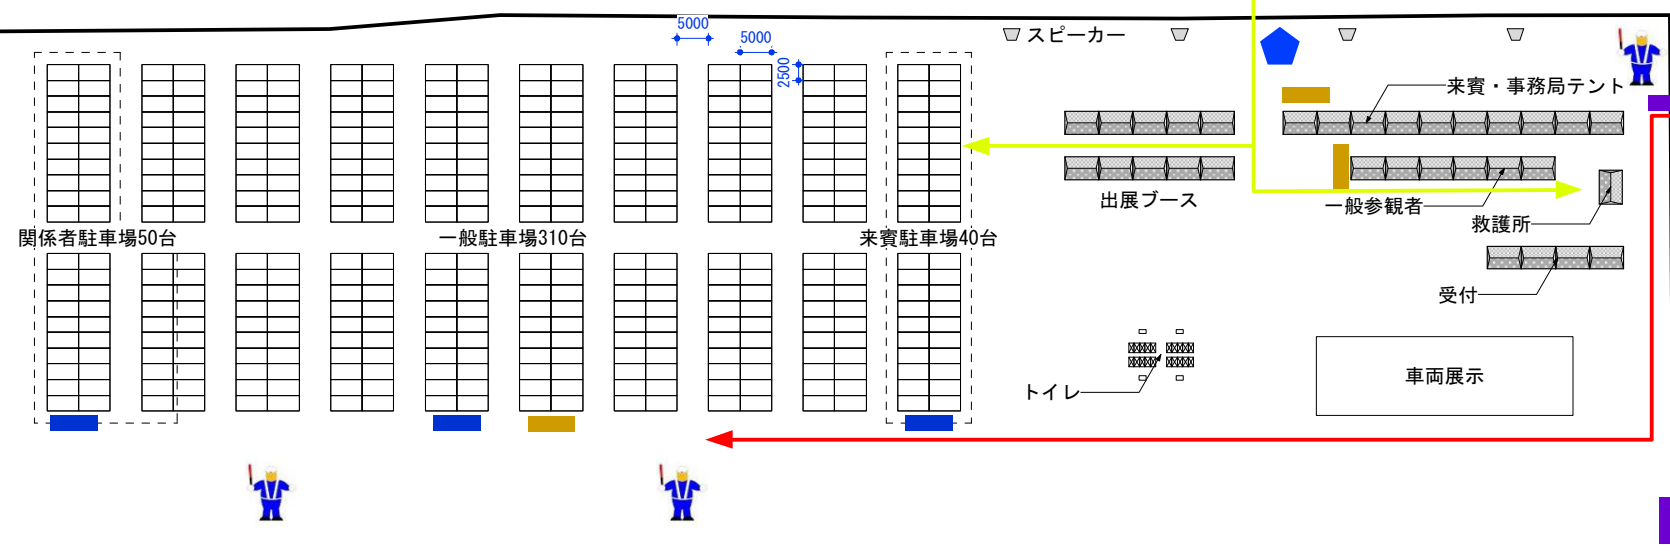 5000
5000
2500
スピーカー
来賓・事務局テント
出展ブース
一般参観者
救護所
関係者駐車場50台
一般駐車場310台
来賓駐車場40台
受付
トイレ
車両展示